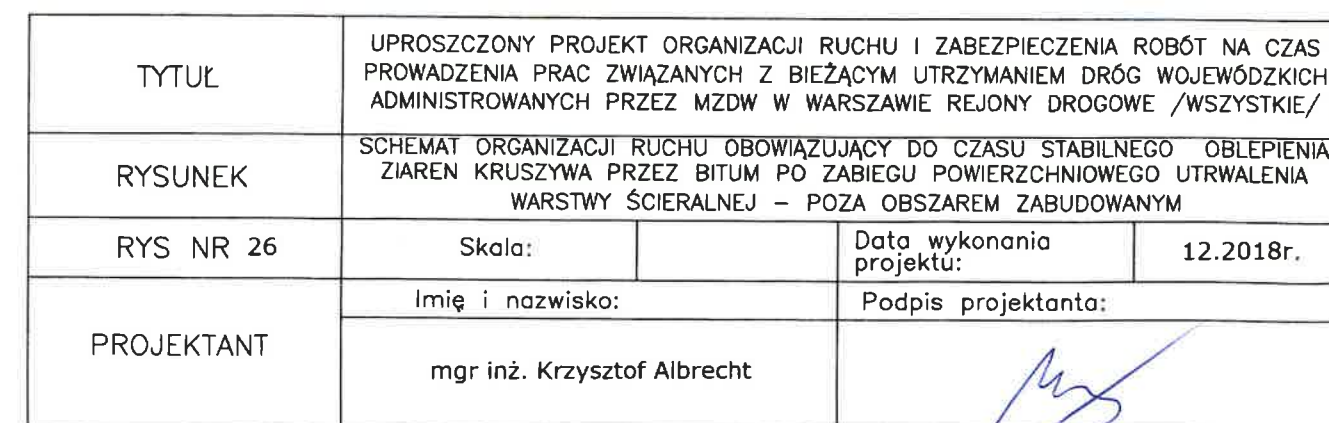 TYTUŁ
UPROSZCZONY PROJEKT ORGANIZACJI RUCHU I ZABEZPIECZENIA ROBÓT NA CZAS
PROWADZENIA PRAC ZWIĄZANYCH Z BIEŻĄCYM UTRZYMANIEM DRÓG WOJEWÓDZKICH
ADMINISTROWANYCH PRZEZ MZDW W WARSZAWIE REJONY DROGOWE /WSZYSTKIE/
RYSUNEK
SCHEMAT ORGANIZACJI RUCHU OBOWIĄZUJĄCY DO CZASU STABILNEGO OBLEPIENIA
ZIAREN KRUSZYWA PRZEZ BITUM PO ZABIEGU POWIERZCHNIOWEGO UTRWALENIA
WARSTWY ŚCIERALNEJ – POZA OBSZAREM ZABUDOWANYM
RYS NR 26
Skala:
Data wykonania
projektu:
12.2018r.
PROJEKTANT
Imię i nazwisko:
Podpis projektanta:
mgr inż. Krzysztof Albrecht